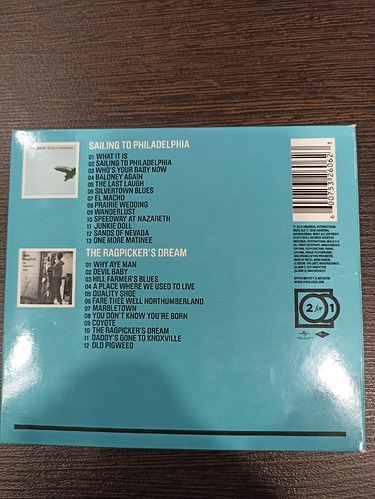 SAILING TO PHILADELPHIA
01 WHAT IT IS
02 SAILING TO PHILADELPHIA
03 WHO'S YOUR BABY NOW
04 BALONEY AGAIN
05 THE LAST LAUGH
06 SILVERTOWN BLUES
07 EL MACHO
08 PRAIRIE WEDDING
09 WANDERLUST
10 SPEEDWAY AT NAZARETH
11 JUNKIE DOLL
12 SANDS OF NEVADA
13 ONE MORE MATINEE
THE RAGPICKER'S DREAM
01 WHY AYE MAN
02 DEVIL BABY
03 HILL FARMER'S BLUES
04 A PLACE WHERE WE USED TO LIVE
05 QUALITY SHOE
06 FARE THEE WELL NORTHUMBERLAND
07 MARBLETOWN
08 YOU DON'T KNOW YOU'RE BORN
09 COYOTE
10 THE RAGPICKER'S DREAM
11 DADDY'S GONE TO KNOXVILLE
12 OLD PIGWEED
6 00753 26062 3
2 for 1